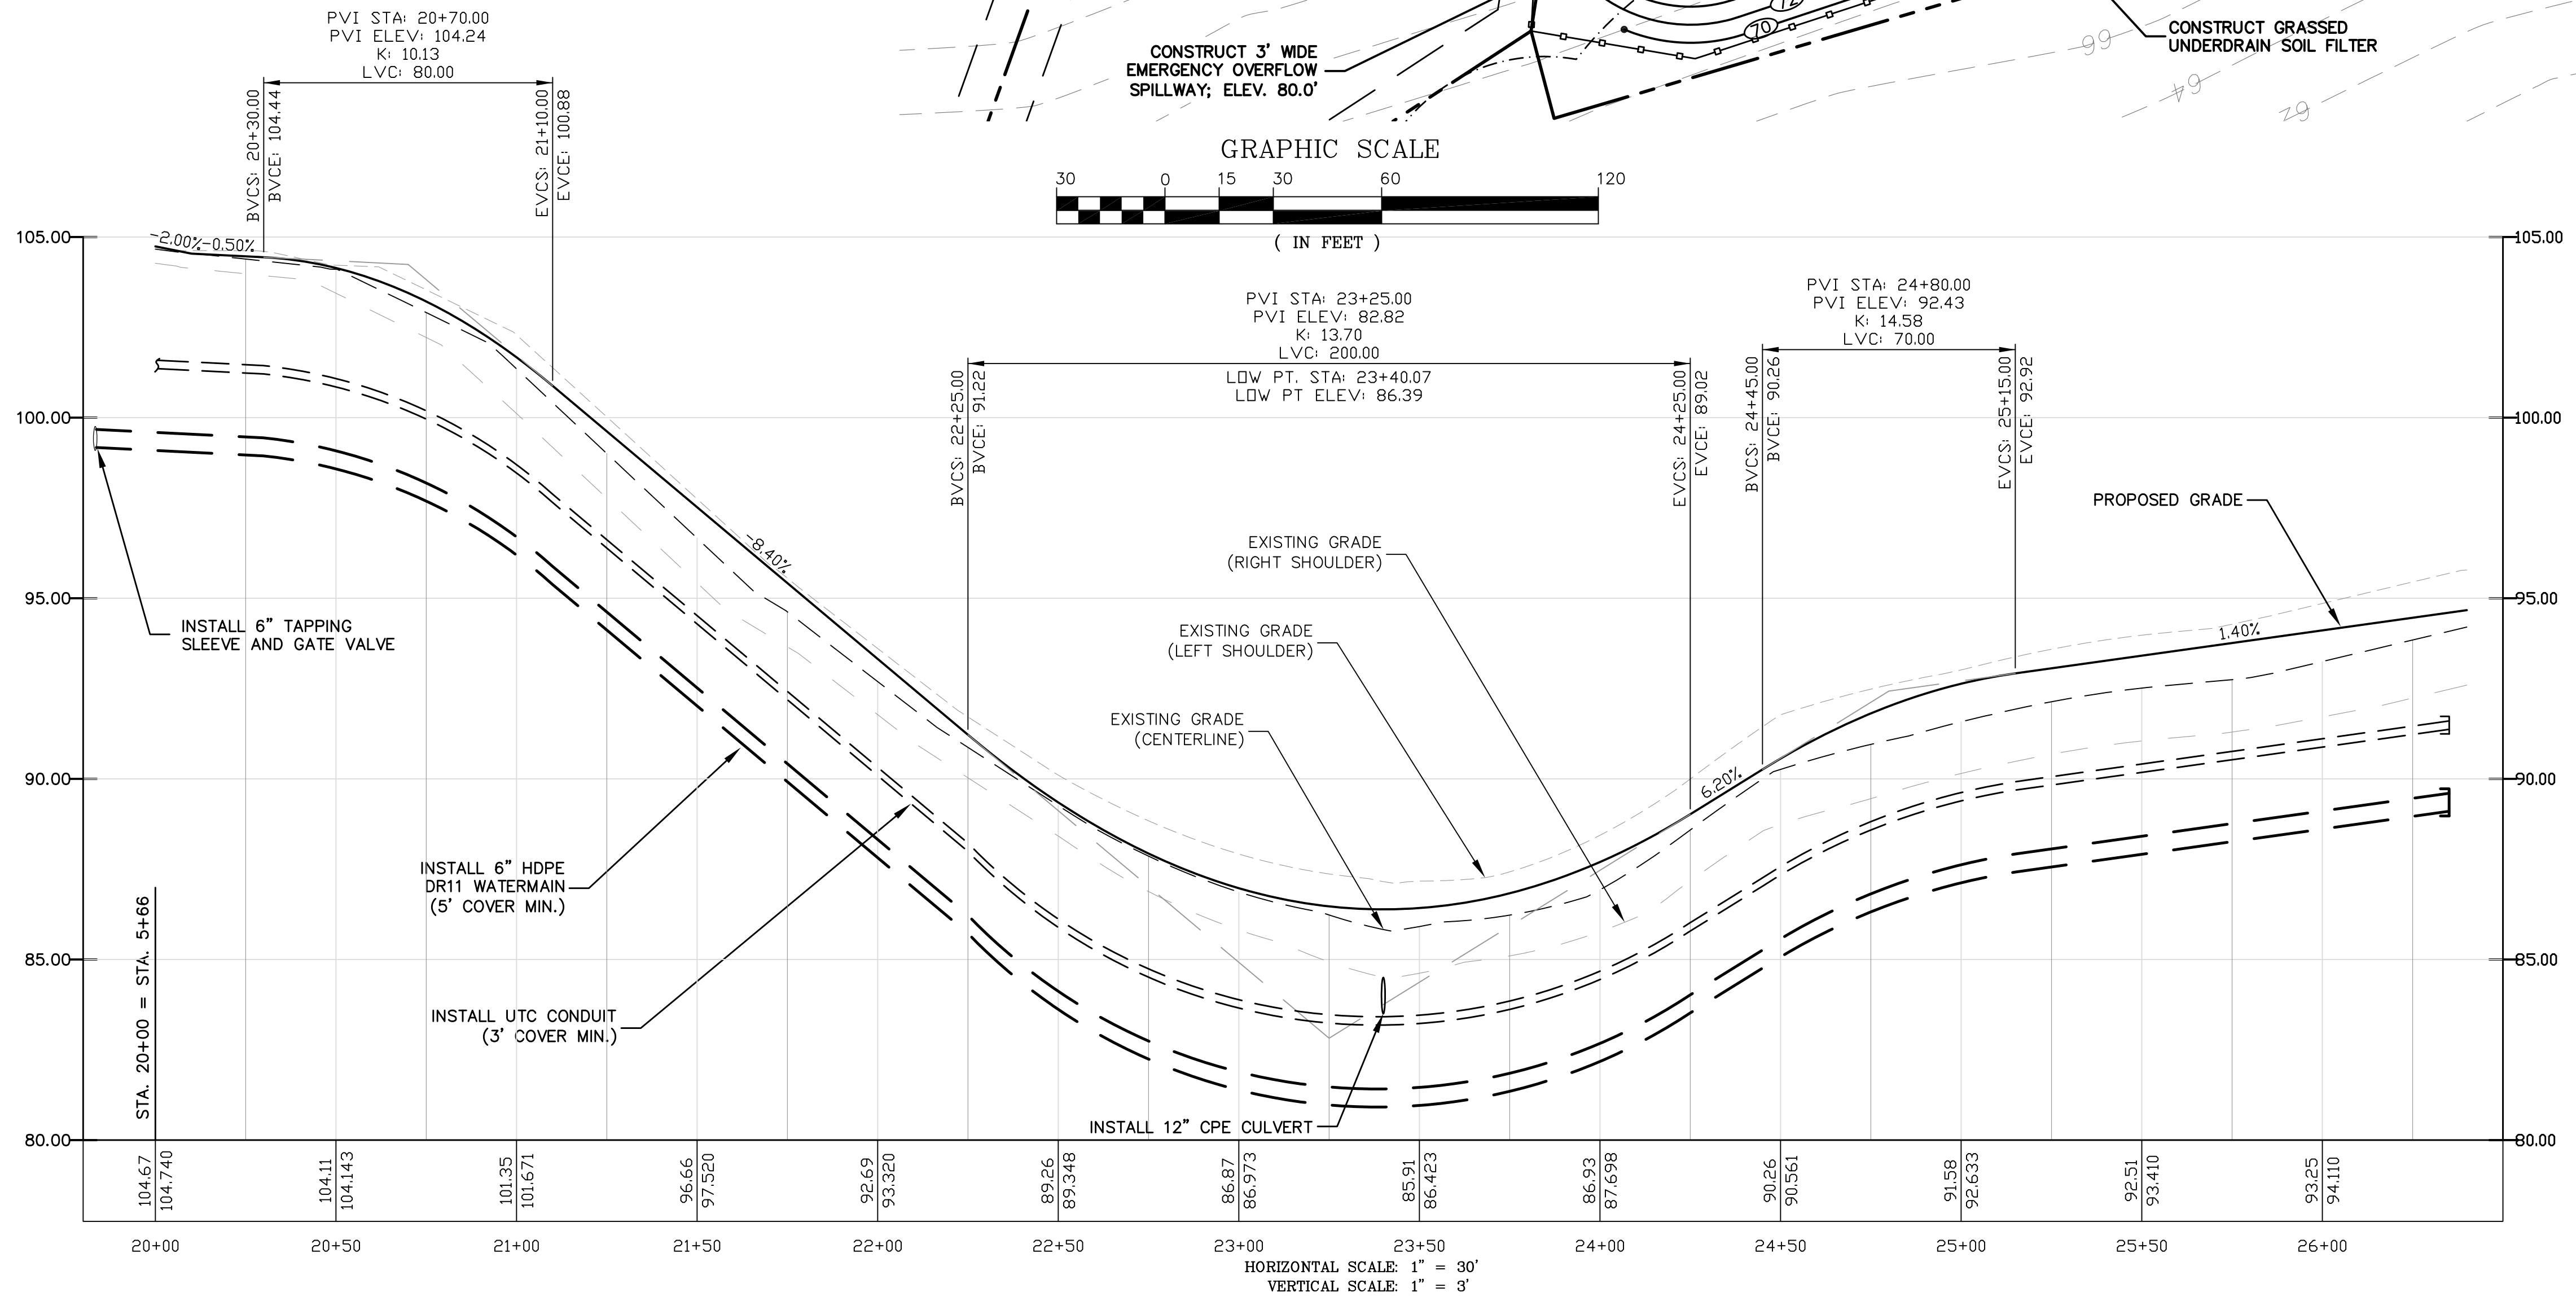 PVI STA: 20+70.00
PVI ELEV: 104.24
K: 10.13
LVC: 80.00
BVCS: 20+30.00
BVCE: 104.44
EVCS: 21+10.00
EVCE: 100.88
CONSTRUCT 3' WIDE
EMERGENCY OVERFLOW
SPILLWAY; ELEV. 80.0'
72
70
CONSTRUCT GRASSED
UNDERDRAIN SOIL FILTER
66
64
62
GRAPHIC SCALE
30 0 15 30 60 120
( IN FEET )
105.00
105.00
-2.00%
-0.50%
PVI STA: 23+25.00
PVI ELEV: 82.82
K: 13.70
LVC: 200.00
LOW PT. STA: 23+40.07
LOW PT ELEV: 86.39
BVCS: 22+25.00
BVCE: 91.22
EVCS: 24+25.00
EVCE: 89.02
PVI STA: 24+80.00
PVI ELEV: 92.43
K: 14.58
LVC: 70.00
BVCS: 24+45.00
BVCE: 90.26
EVCS: 25+15.00
EVCE: 92.92
100.00
100.00
PROPOSED GRADE
EXISTING GRADE
(RIGHT SHOULDER)
-8.40%
95.00
95.00
INSTALL 6" TAPPING
SLEEVE AND GATE VALVE
EXISTING GRADE
(LEFT SHOULDER)
1.40%
EXISTING GRADE
(CENTERLINE)
90.00
90.00
6.20%
INSTALL 6" HDPE
DR11 WATERMAIN
(5' COVER MIN.)
STA. 20+00 = STA. 5+66
85.00
85.00
INSTALL UTC CONDUIT
(3' COVER MIN.)
INSTALL 12" CPE CULVERT
80.00
80.00
104.67
104.740
104.11
104.143
101.35
101.671
96.66
97.520
92.69
93.320
89.26
89.348
86.87
86.973
85.91
86.423
86.93
87.698
90.26
90.561
91.58
92.633
92.51
93.410
93.25
94.110
20+00 20+50 21+00 21+50 22+00 22+50 23+00 23+50 24+00 24+50 25+00 25+50 26+00
HORIZONTAL SCALE: 1" = 30'
VERTICAL SCALE: 1" = 3'